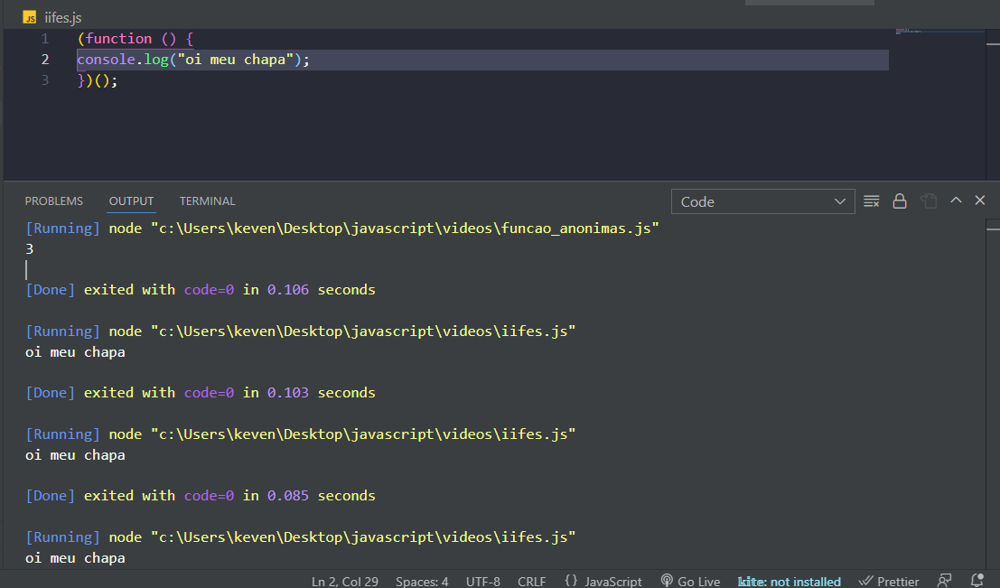 JS iifes.js
1 (function () {
2 console.log("oi meu chapa");
3 })();
PROBLEMS OUTPUT TERMINAL Code
[Running] node "c:\Users\keven\Desktop\javascript\videos\funcao_anonimas.js"
3
[Done] exited with code=0 in 0.106 seconds
[Running] node "c:\Users\keven\Desktop\javascript\videos\iifes.js"
oi meu chapa
[Done] exited with code=0 in 0.103 seconds
[Running] node "c:\Users\keven\Desktop\javascript\videos\iifes.js"
oi meu chapa
[Done] exited with code=0 in 0.085 seconds
[Running] node "c:\Users\keven\Desktop\javascript\videos\iifes.js"
oi meu chapa
Ln 2, Col 29 Spaces: 4 UTF-8 CRLF {} JavaScript Go Live kite: not installed Prettier